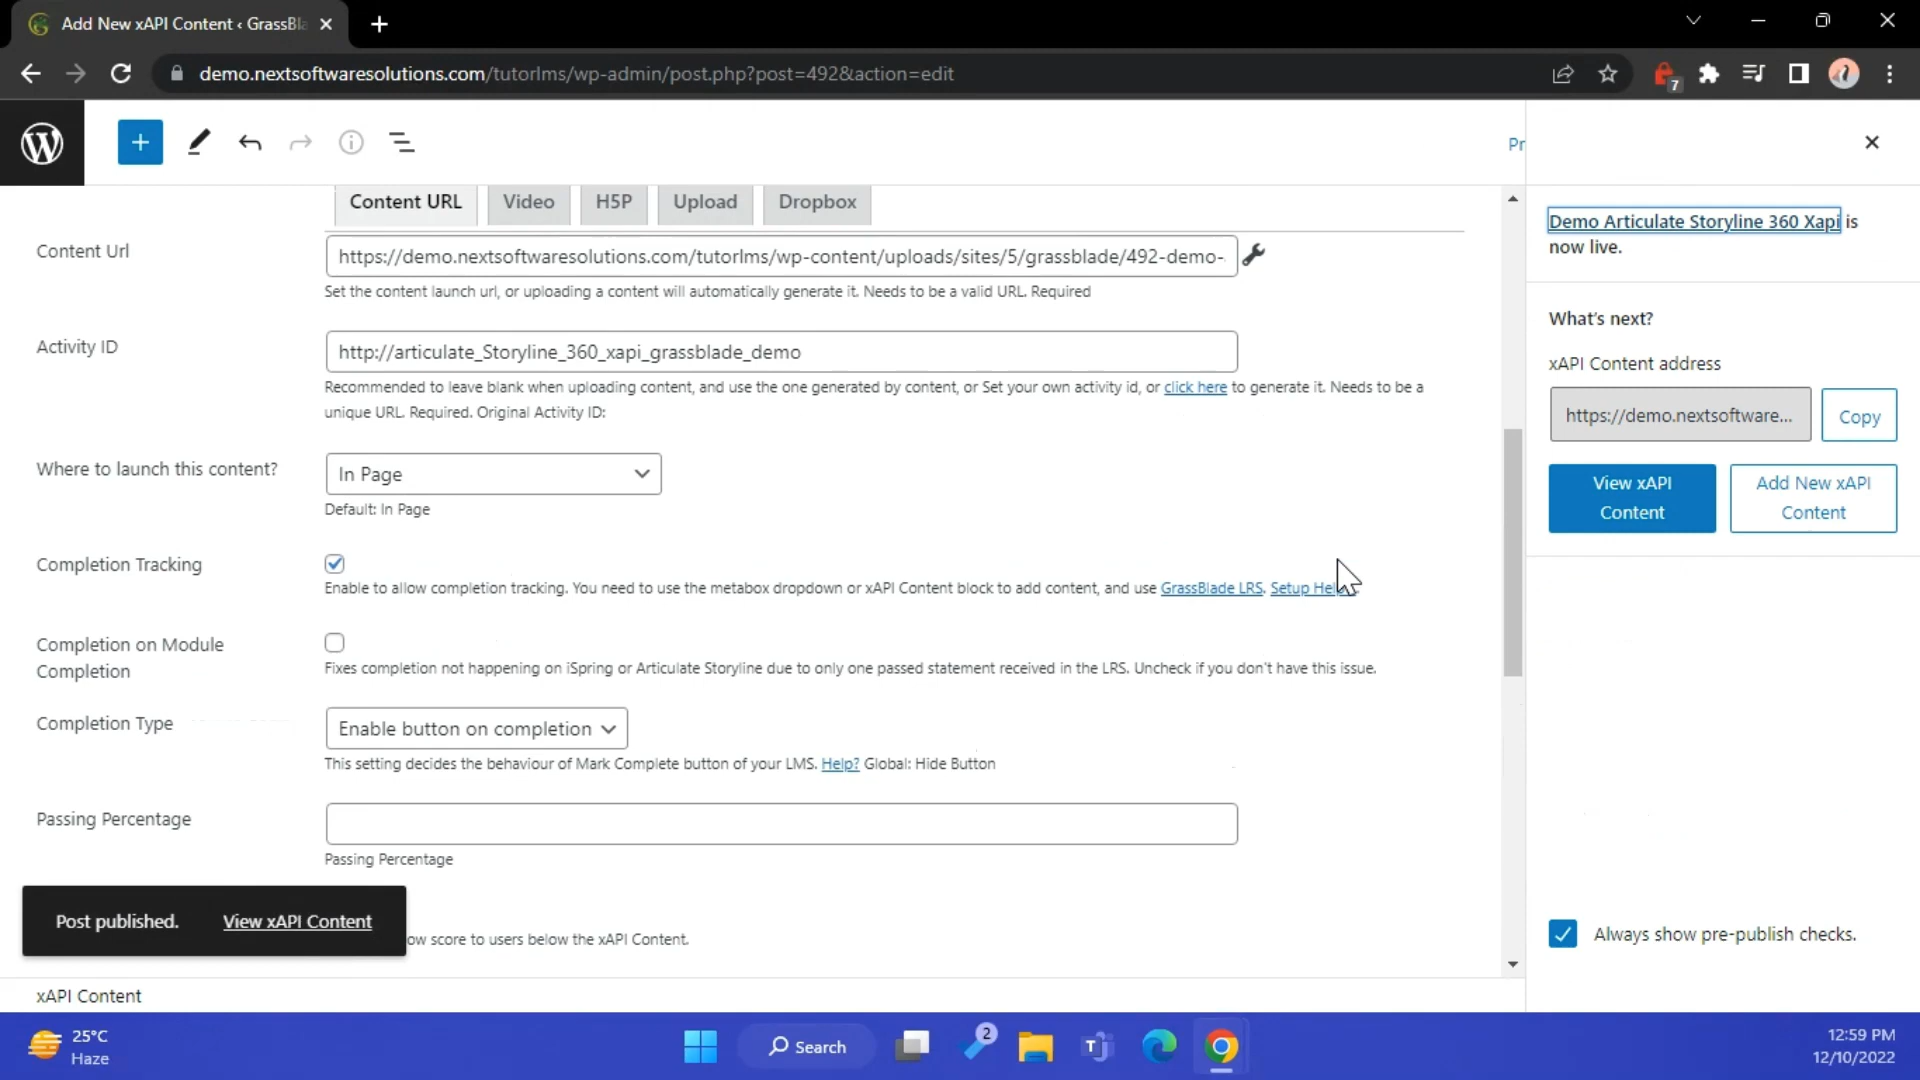 Add New xAPI Content ‹ GrassBla
demo.nextsoftwaresolutions.com/tutorlms/wp-admin/post.php?post=492&action=edit
7
Pr
Content URL
Video
H5P
Upload
Dropbox
Content Url
https://demo.nextsoftwaresolutions.com/tutorlms/wp-content/uploads/sites/5/grassblade/492-demo-
Set the content launch url, or uploading a content will automatically generate it. Needs to be a valid URL. Required
Activity ID
http://articulate_Storyline_360_xapi_grassblade_demo
Recommended to leave blank when uploading content, and use the one generated by content, or Set your own activity id, or click here to generate it. Needs to be a
unique URL. Required. Original Activity ID:
Where to launch this content?
In Page
Default: In Page
Completion Tracking
Enable to allow completion tracking. You need to use the metabox dropdown or xAPI Content block to add content, and use GrassBlade LRS. Setup Hel
Completion on Module
Completion
Fixes completion not happening on iSpring or Articulate Storyline due to only one passed statement received in the LRS. Uncheck if you don't have this issue.
Completion Type
Enable button on completion
This setting decides the behaviour of Mark Complete button of your LMS. Help? Global: Hide Button
Passing Percentage
Passing Percentage
Post published.
View xAPI Content
ow score to users below the xAPI Content.
xAPI Content
Demo Articulate Storyline 360 Xapi is
now live.
What's next?
xAPI Content address
https://demo.nextsoftware...
Copy
View xAPI
Content
Add New xAPI
Content
Always show pre-publish checks.
25°C
Haze
Search
2
12:59 PM
12/10/2022